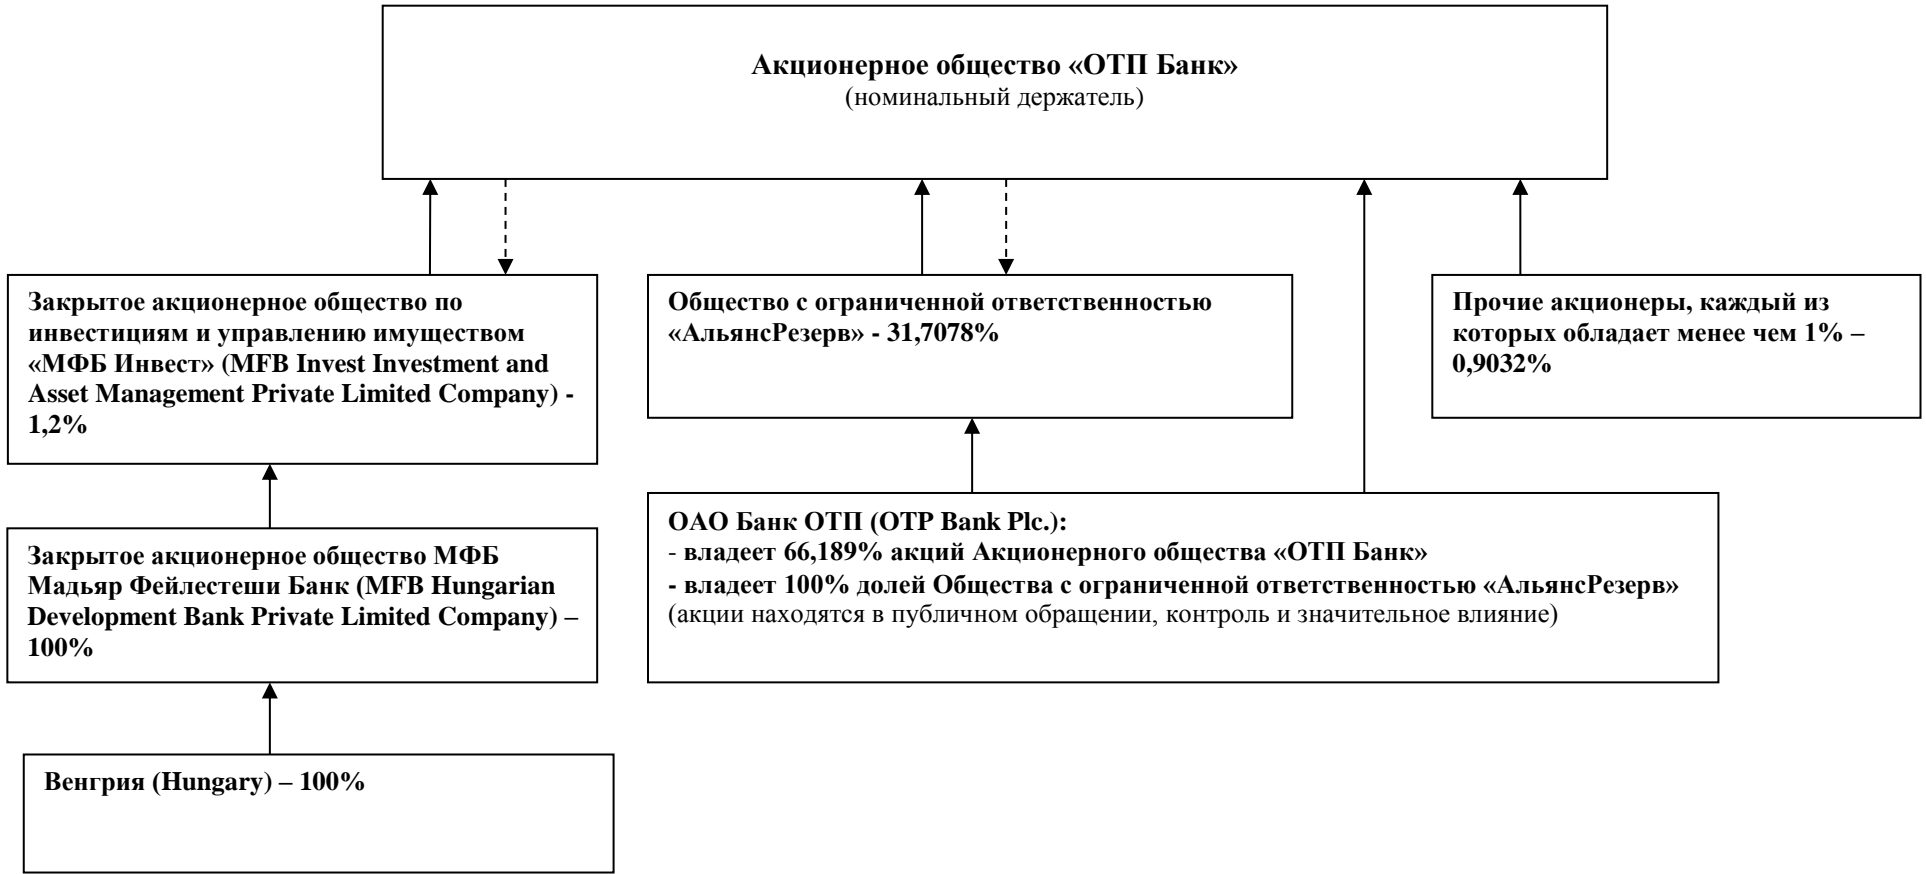 Акционерное общество «ОТП Банк»
(номинальный держатель)
Закрытое акционерное общество по
инвестициям и управлению имуществом
«МФБ Инвест» (MFB Invest Investment and
Asset Management Private Limited Company) -
1,2%
Общество с ограниченной ответственностью
«АльянсРезерв» - 31,7078%
Прочие акционеры, каждый из
которых обладает менее чем 1% –
0,9032%
Закрытое акционерное общество МФБ
Мадьяр Фейлестеши Банк (MFB Hungarian
Development Bank Private Limited Company) –
100%
ОАО Банк ОТП (OTP Bank Plc.):
- владеет 66,189% акций Акционерного общества «ОТП Банк»
- владеет 100% долей Общества с ограниченной ответственностью «АльянсРезерв»
(акции находятся в публичном обращении, контроль и значительное влияние)
Венгрия (Hungary) – 100%